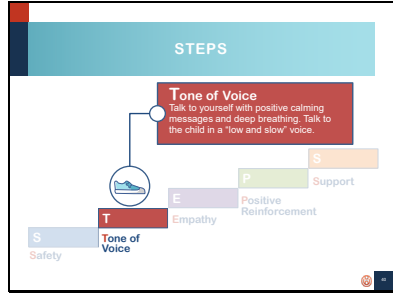 STEPS
Tone of Voice
Talk to yourself with positive calming
messages and deep breathing. Talk to
the child in a “low and slow” voice.
S
Support
P
Positive
Reinforcement
E
Empathy
T
Tone of
Voice
S
Safety